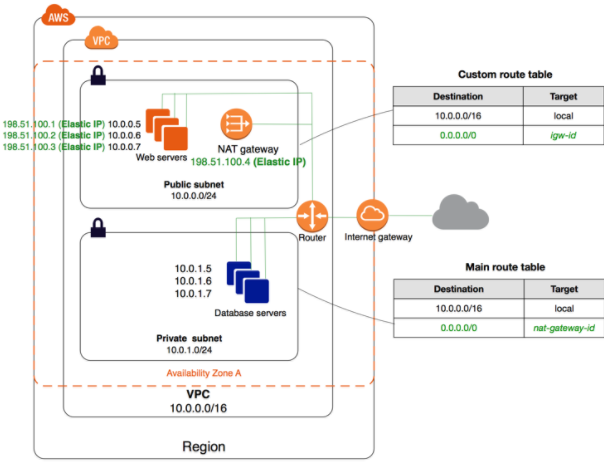 AWS
VPC
198.51.100.1 (Elastic IP) 10.0.0.5
198.51.100.2 (Elastic IP) 10.0.0.6
198.51.100.3 (Elastic IP) 10.0.0.7
Web servers
NAT gateway
198.51.100.4 (Elastic IP)
Public subnet
10.0.0.0/24
Router
Internet gateway
10.0.1.5
10.0.1.6
10.0.1.7
Database servers
Private subnet
10.0.1.0/24
Availability Zone A
VPC
10.0.0.0/16
Region
Custom route table
Destination Target
10.0.0.0/16 local
0.0.0.0/0 igw-id
Main route table
Destination Target
10.0.0.0/16 local
0.0.0.0/0 nat-gateway-id